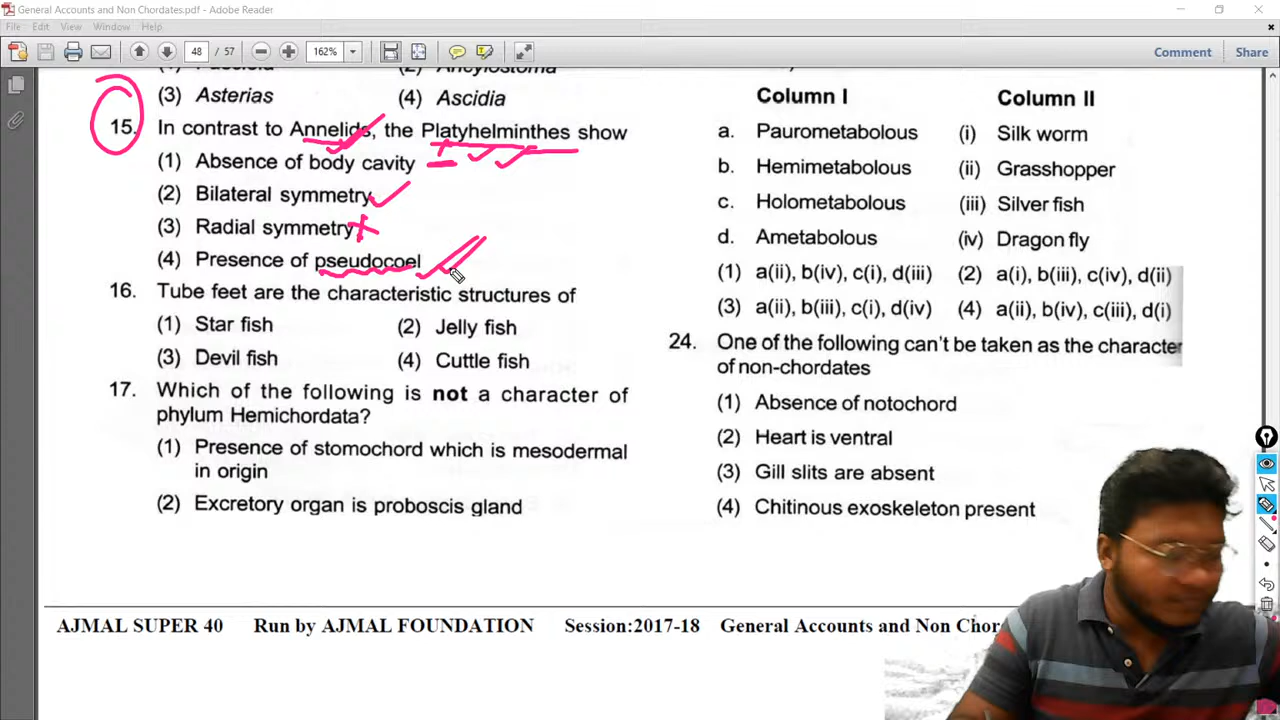 General Accounts and Non Chordates.pdf - Adobe Reader
File Edit View Window Help
48 / 57
162%
Comment Share
(2) Ancylostoma
(3) Asterias (4) Ascidia
15. In contrast to Annelids, the Platyhelminthes show
(1) Absence of body cavity
(2) Bilateral symmetry
(3) Radial symmetry
(4) Presence of pseudocoel
16. Tube feet are the characteristic structures of
(1) Star fish (2) Jelly fish
(3) Devil fish (4) Cuttle fish
17. Which of the following is not a character of
phylum Hemichordata?
(1) Presence of stomochord which is mesodermal
in origin
(2) Excretory organ is proboscis gland
Column I Column II
a. Paurometabolous (i) Silk worm
b. Hemimetabolous (ii) Grasshopper
c. Holometabolous (iii) Silver fish
d. Ametabolous (iv) Dragon fly
(1) a(ii), b(iv), c(i), d(iii) (2) a(i), b(iii), c(iv), d(ii)
(3) a(ii), b(iii), c(i), d(iv) (4) a(ii), b(iv), c(iii), d(i)
24. One of the following can't be taken as the character
of non-chordates
(1) Absence of notochord
(2) Heart is ventral
(3) Gill slits are absent
(4) Chitinous exoskeleton present
AJMAL SUPER 40 Run by AJMAL FOUNDATION Session:2017-18 General Accounts and Non Chor